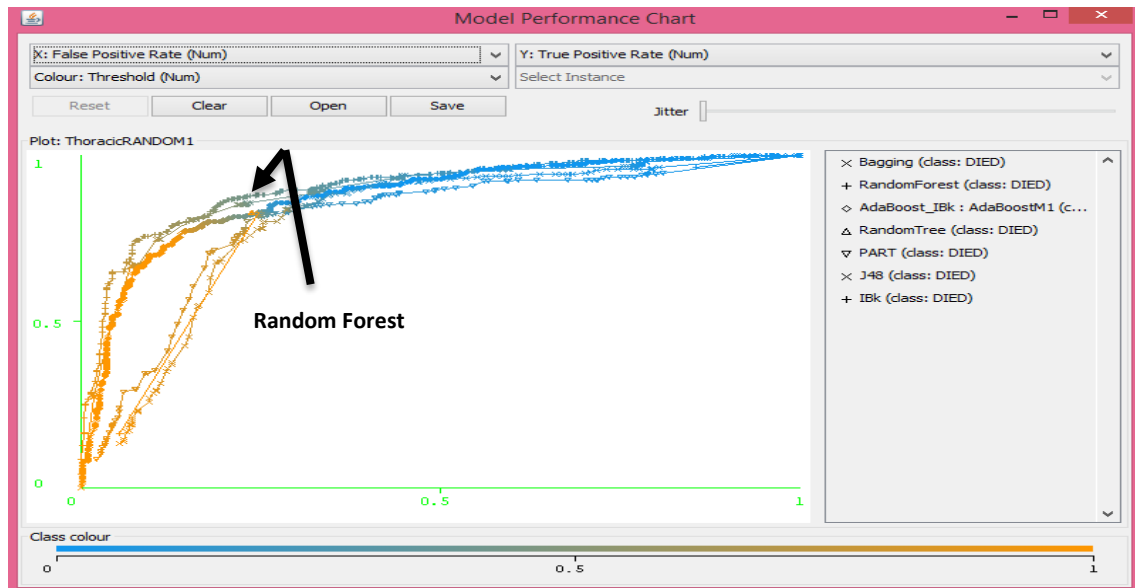 Model Performance Chart
X: False Positive Rate (Num)
Y: True Positive Rate (Num)
Colour: Threshold (Num)
Select Instance
Reset Clear Open Save
Jitter
Plot: ThoracicRANDOM1
1
0.5
0
0 0.5 1
Random Forest
Bagging (class: DIED)
RandomForest (class: DIED)
AdaBoost_IBk : AdaBoostM1 (c...
RandomTree (class: DIED)
PART (class: DIED)
J48 (class: DIED)
IBk (class: DIED)
Class colour
0 0.5 1